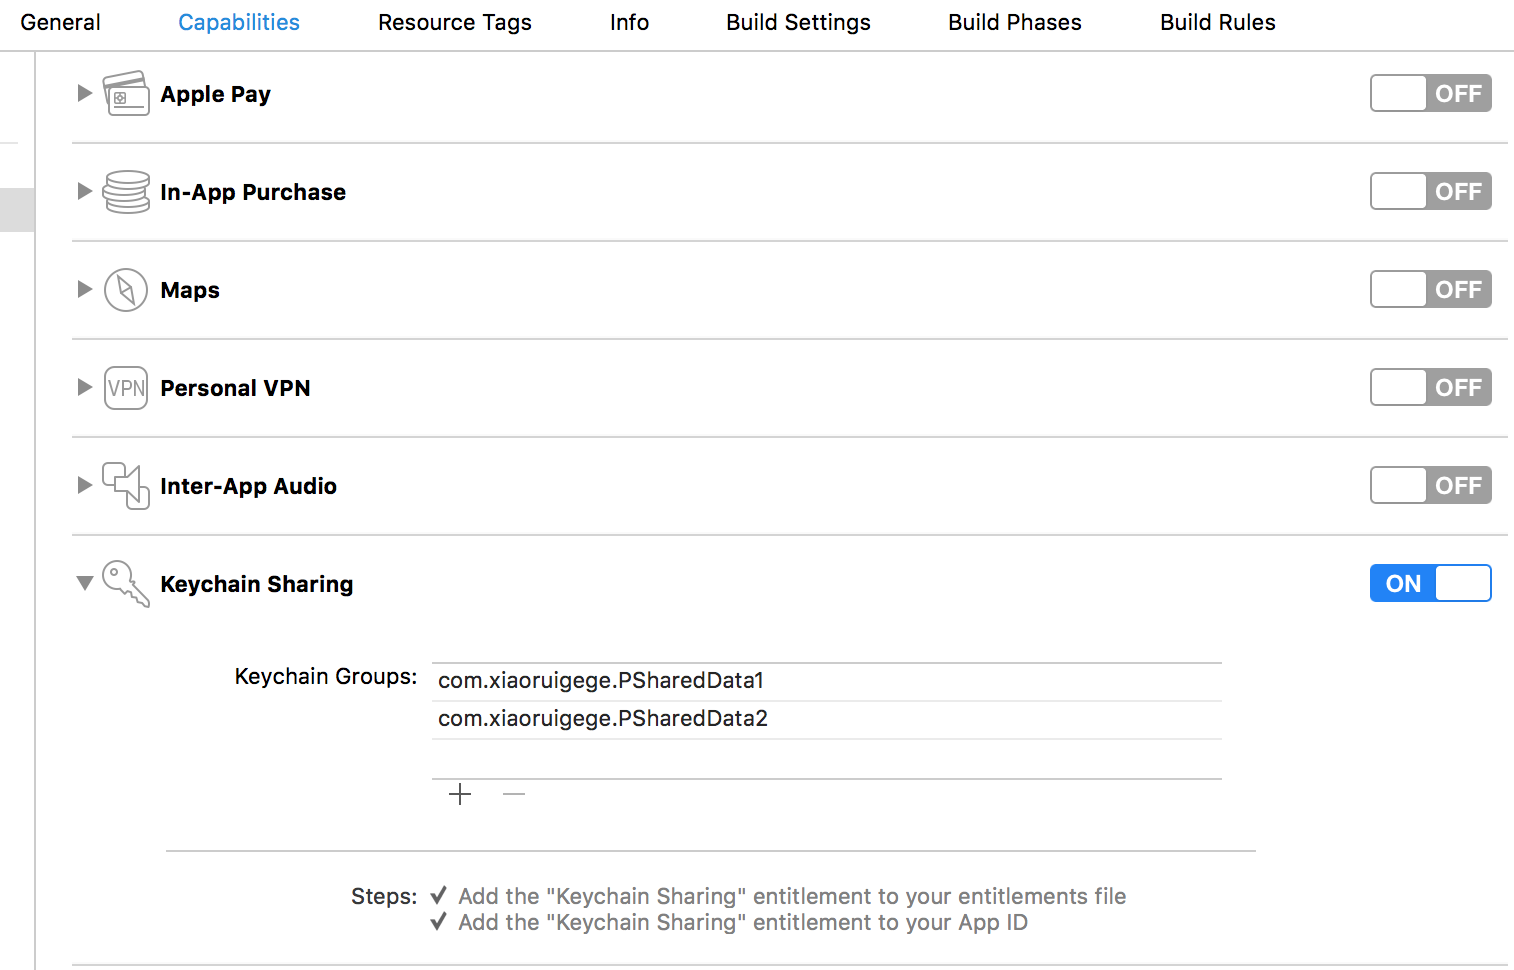 General Capabilities Resource Tags Info Build Settings Build Phases Build Rules
Apple Pay OFF
In-App Purchase OFF
Maps OFF
VPN Personal VPN OFF
Inter-App Audio OFF
Keychain Sharing ON
Keychain Groups: com.xiaoruigege.PSharedData1
com.xiaoruigege.PSharedData2
Steps: ✓ Add the "Keychain Sharing" entitlement to your entitlements file
✓ Add the "Keychain Sharing" entitlement to your App ID